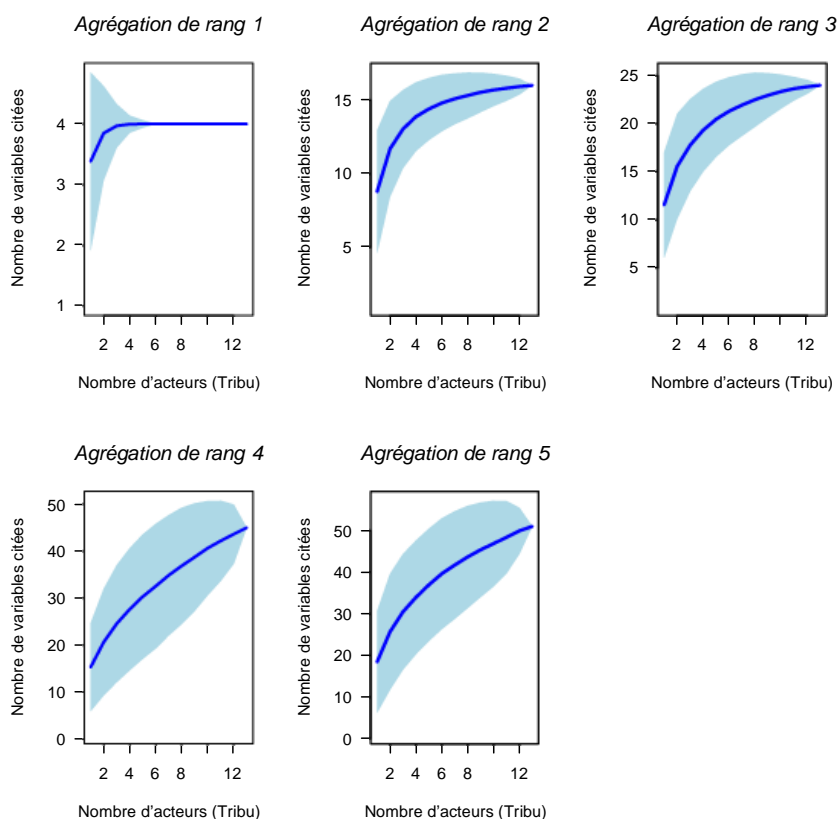 Agrégation de rang 1
Agrégation de rang 2
Agrégation de rang 3
Nombre de variables citées
4
3
2
1
2 4 6 8 12
Nombre d'acteurs (Tribu)
Nombre de variables citées
15
10
5
2 4 6 8 12
Nombre d'acteurs (Tribu)
Nombre de variables citées
25
20
15
10
5
2 4 6 8 12
Nombre d'acteurs (Tribu)
Agrégation de rang 4
Agrégation de rang 5
Nombre de variables citées
50
40
30
20
10
0
2 4 6 8 12
Nombre d'acteurs (Tribu)
Nombre de variables citées
50
40
30
20
10
0
2 4 6 8 12
Nombre d'acteurs (Tribu)